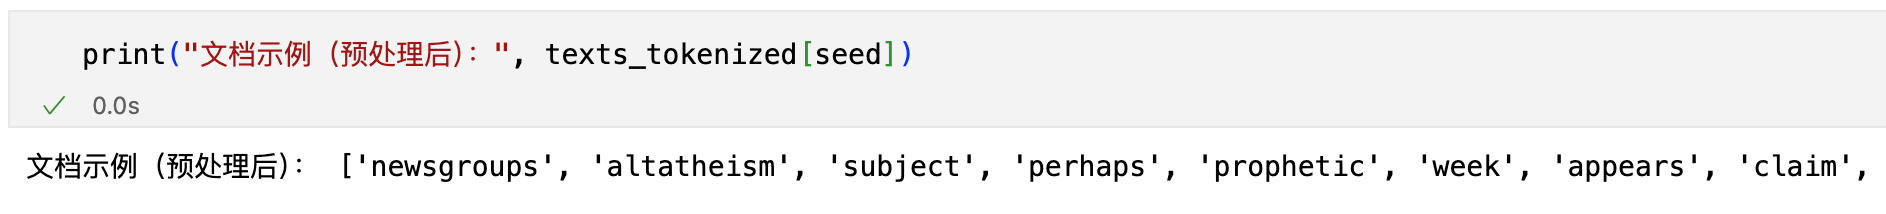 print("文档示例（预处理后）：", texts_tokenized[seed])
0.0s
文档示例（预处理后）： ['newsgroups', 'altatheism', 'subject', 'perhaps', 'prophetic', 'week', 'appears', 'claim',